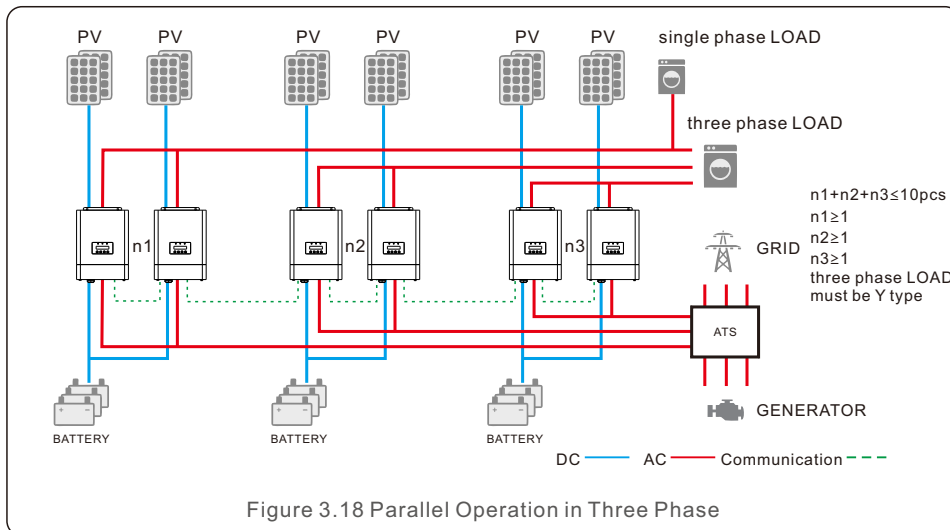 PV PV PV PV PV PV single phase LOAD
three phase LOAD
n1 n2 n3
n1+n2+n3≤10pcs
n1≥1
n2≥1
n3≥1
three phase LOAD
must be Y type
GRID
ATS
GENERATOR
BATTERY BATTERY BATTERY
DC AC Communication
Figure 3.18 Parallel Operation in Three Phase